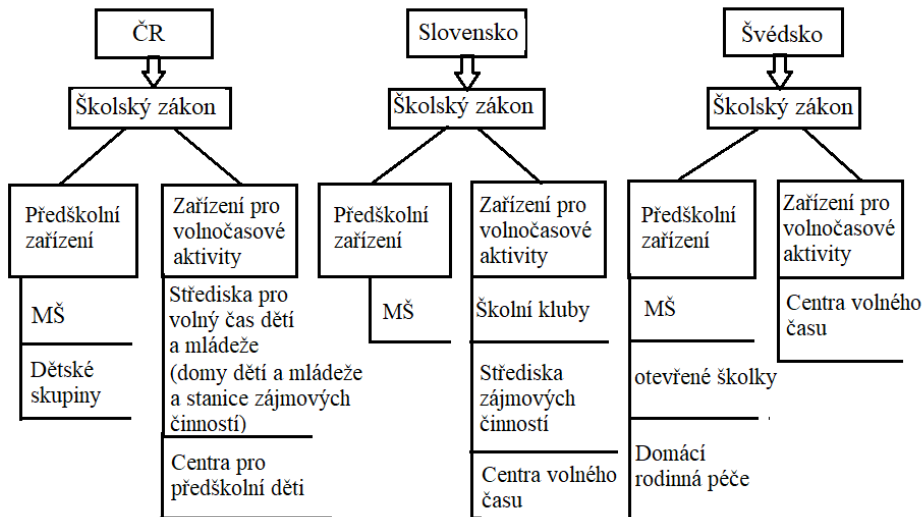 ČR
Školský zákon
Předškolní
zařízení
MŠ
Dětské
skupiny
Zařízení pro
volnočasové
aktivity
Střediska pro
volný čas dětí
a mládeže
(domy dětí a mládeže
a stanice zájmových
činností)
Centra pro
předškolní děti
Slovensko
Školský zákon
Předškolní
zařízení
MŠ
Zařízení pro
volnočasové
aktivity
Školní kluby
Střediska
zájmových
činností
Centra volného
času
Švédsko
Školský zákon
Předškolní
zařízení
MŠ
otevřené školky
Domácí
rodinná péče
Zařízení pro
volnočasové
aktivity
Centra volného
času